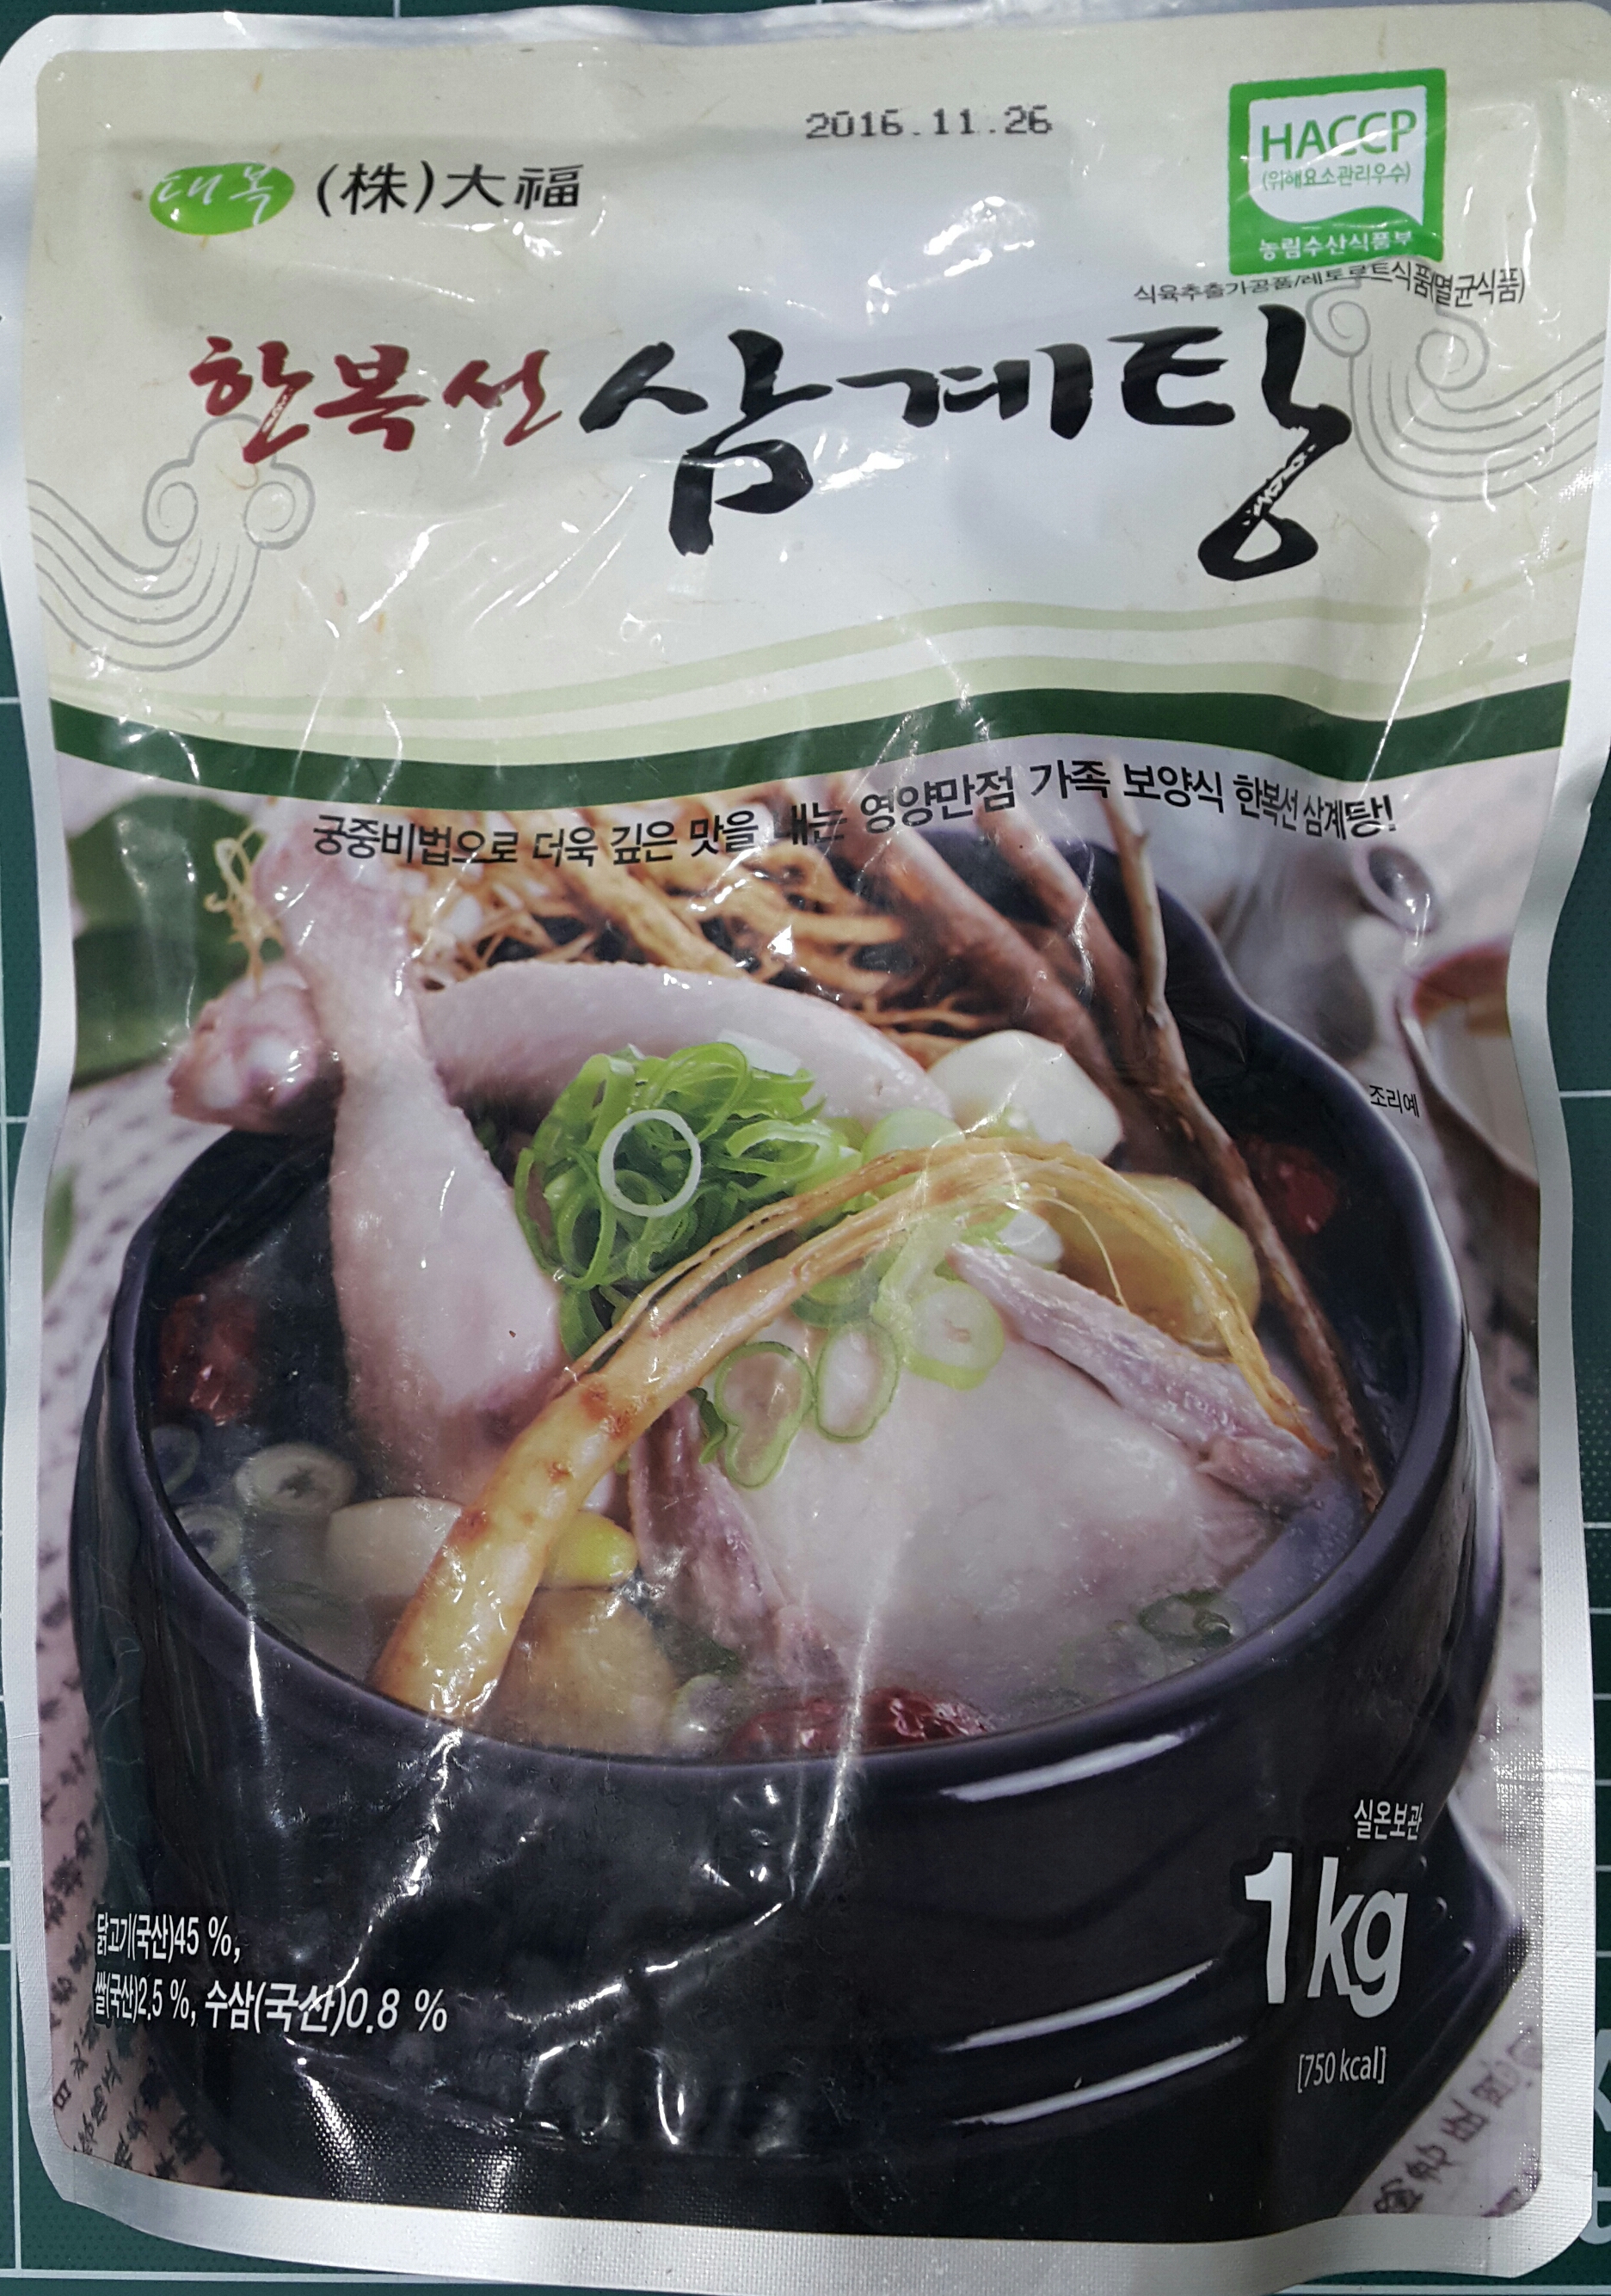 2016.11.26
대복 (株)大福
HACCP
(위해요소관리우수)
농림수산식품부
식육추출가공품/레토르트식품(멸균식품)
한복선 삼계탕
궁중비법으로 더욱 깊은 맛을 내는 영양만점 가족 보양식 한복선 삼계탕!
조리예
실온보관
1kg
[750 kcal]
닭고기(국산)45 %,
쌀(국산)2.5 %, 수삼(국산)0.8 %